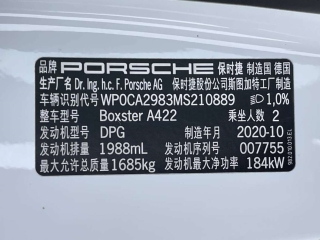 品牌 PORSCHE 保时捷 制造国 德国
生产厂名 Dr. Ing. h.c. F. Porsche AG 保时捷股份公司斯图加特工厂制造
车辆识别代号 WP0CA2983MS210889 1,0%
整车型号 Boxster A422 乘坐人数 2
发动机型号 DPG 制造年月 2020-10
发动机排量 1988mL 发动机序列号 007755
最大允许总质量 1685kg 发动机最大净功率 184kW